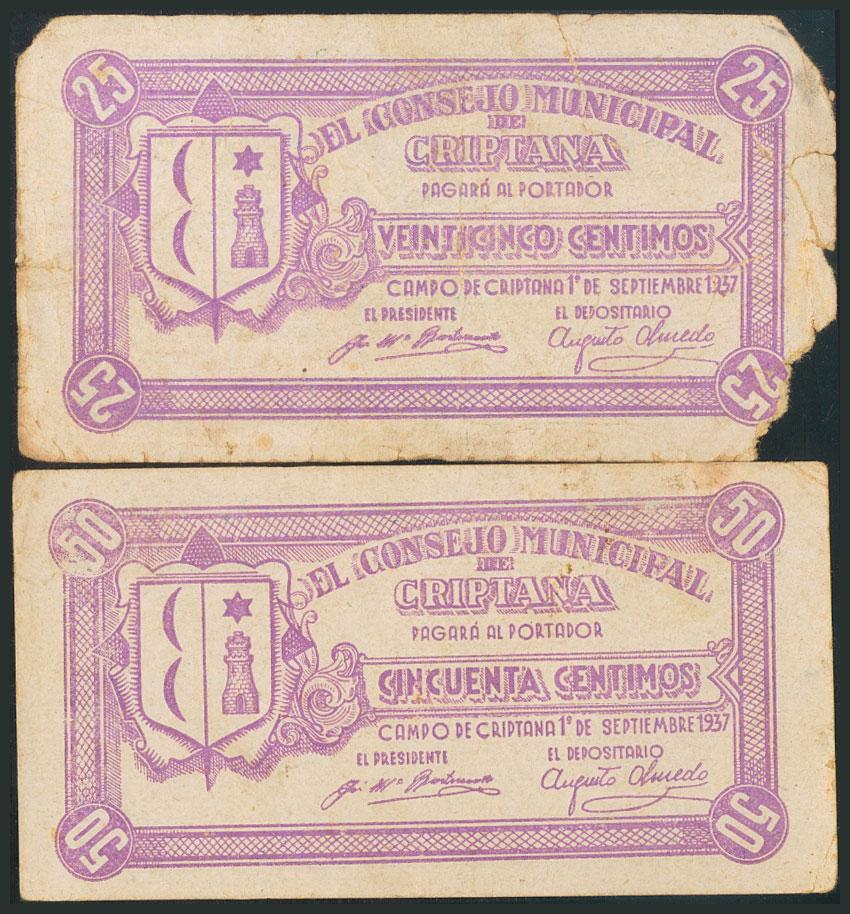 25 25
EL CONSEJO MUNICIPAL
DE
CRIPTANA
PAGARÁ AL PORTADOR
VEINTICINCO CENTIMOS
CAMPO DE CRIPTANA 1º DE SEPTIEMBRE 1937
EL PRESIDENTE EL DEPOSITARIO
Augusto Olmedo
25 25
50 50
EL CONSEJO MUNICIPAL
DE
CRIPTANA
PAGARÁ AL PORTADOR
CINCUENTA CENTIMOS
CAMPO DE CRIPTANA 1º DE SEPTIEMBRE 1937
EL PRESIDENTE EL DEPOSITARIO
Augusto Olmedo
50 50